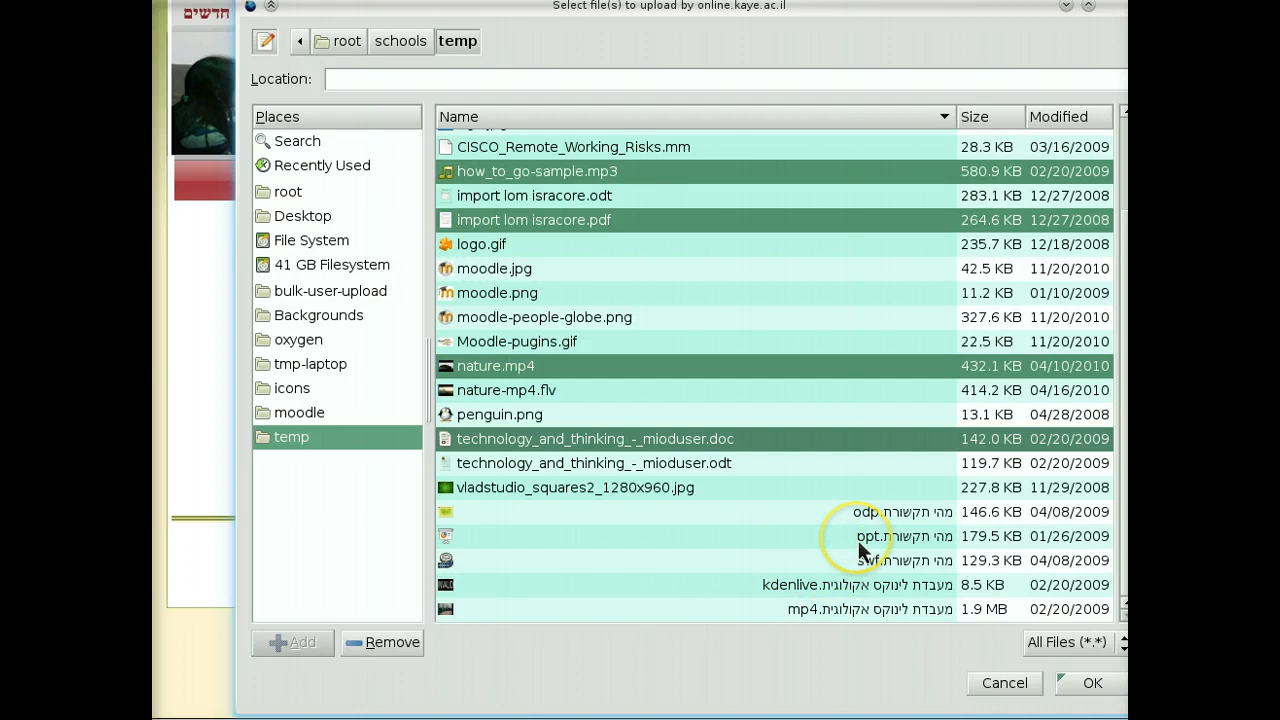 חדשים
Select file(s) to upload by online.kaye.ac.il
root schools temp
Location:
Places
Search
Recently Used
root
Desktop
File System
41 GB Filesystem
bulk-user-upload
Backgrounds
oxygen
tmp-laptop
icons
moodle
temp
Name Size Modified
CISCO_Remote_Working_Risks.mm 28.3 KB 03/16/2009
how_to_go-sample.mp3 580.9 KB 02/20/2009
import lom isracore.odt 283.1 KB 12/27/2008
import lom isracore.pdf 264.6 KB 12/27/2008
logo.gif 235.7 KB 12/18/2008
moodle.jpg 42.5 KB 11/20/2010
moodle.png 11.2 KB 01/10/2009
moodle-people-globe.png 327.6 KB 11/20/2010
Moodle-pugins.gif 22.5 KB 11/20/2010
nature.mp4 432.1 KB 04/10/2010
nature-mp4.flv 414.2 KB 04/16/2010
penguin.png 13.1 KB 04/28/2008
technology_and_thinking_-_mioduser.doc 142.0 KB 02/20/2009
technology_and_thinking_-_mioduser.odt 119.7 KB 02/20/2009
vladstudio_squares2_1280x960.jpg 227.8 KB 11/29/2008
מהי תקשורת.odp 146.6 KB 04/08/2009
מהי תקשורת.ppt 179.5 KB 01/26/2009
מהי תקשורת.swf 129.3 KB 04/08/2009
מעבדת לינוקס אקולוגית.kdenlive 8.5 KB 02/20/2009
מעבדת לינוקס אקולוגית.mp4 1.9 MB 02/20/2009
Add Remove All Files (*.*)
Cancel OK